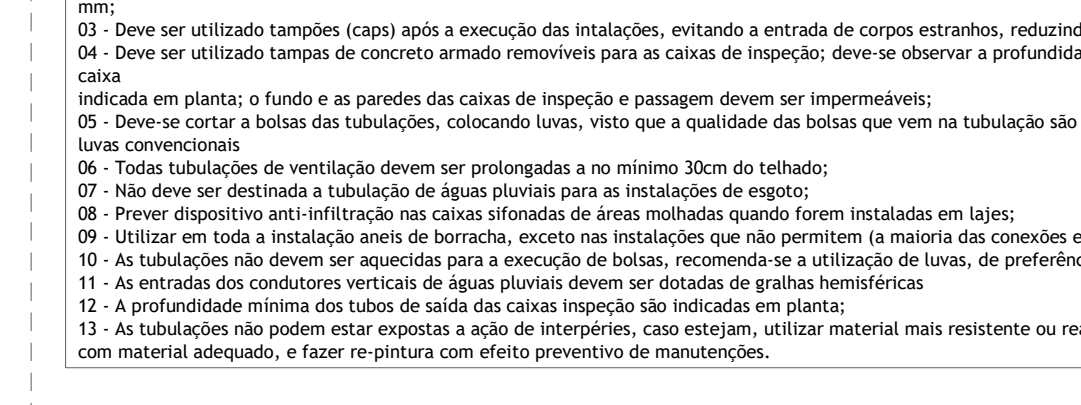 mm;
03 - Deve ser utilizado tampões (caps) após a execução das intalações, evitando a entrada de corpos estranhos, reduzind
04 - Deve ser utilizado tampas de concreto armado removíveis para as caixas de inspeção; deve-se observar a profundida
caixa
indicada em planta; o fundo e as paredes das caixas de inspeção e passagem devem ser impermeáveis;
05 - Deve-se cortar a bolsas das tubulações, colocando luvas, visto que a qualidade das bolsas que vem na tubulação são
luvas convencionais
06 - Todas tubulações de ventilação devem ser prolongadas a no mínimo 30cm do telhado;
07 - Não deve ser destinada a tubulação de águas pluviais para as instalações de esgoto;
08 - Prever dispositivo anti-infiltração nas caixas sifonadas de áreas molhadas quando forem instaladas em lajes;
09 - Utilizar em toda a instalação aneis de borracha, exceto nas instalações que não permitem (a maioria das conexões e
10 - As tubulações não devem ser aquecidas para a execução de bolsas, recomenda-se a utilização de luvas, de preferênc
11 - As entradas dos condutores verticais de águas pluviais devem ser dotadas de gralhas hemisféricas
12 - A profundidade mínima dos tubos de saída das caixas inspeção são indicadas em planta;
13 - As tubulações não podem estar expostas a ação de interpéries, caso estejam, utilizar material mais resistente ou rea
com material adequado, e fazer re-pintura com efeito preventivo de manutenções.